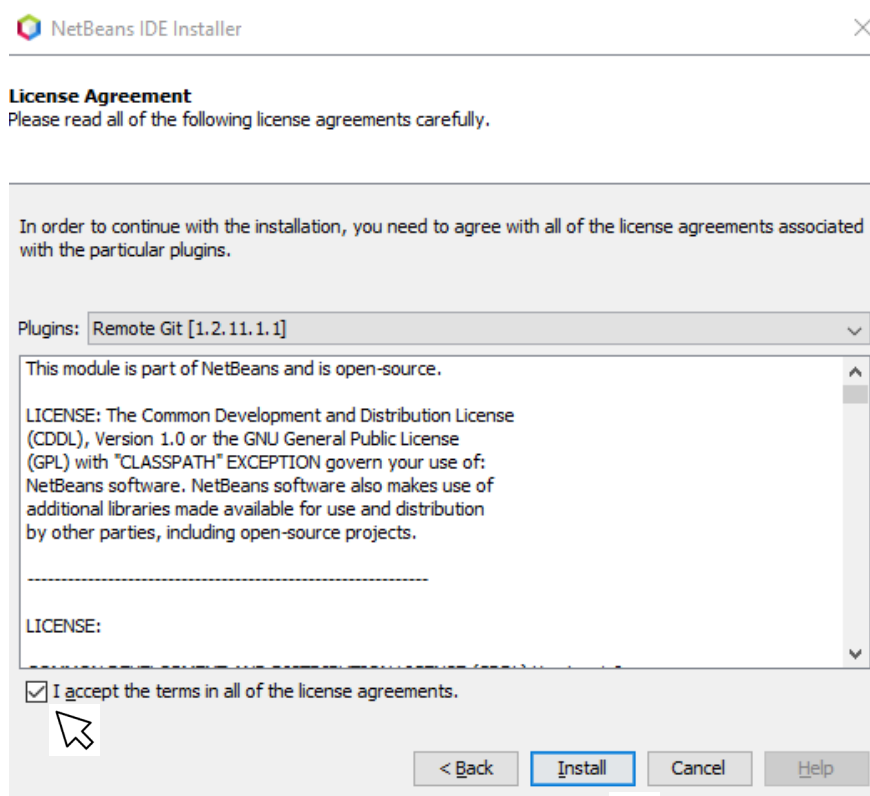 NetBeans IDE Installer
License Agreement
Please read all of the following license agreements carefully.
In order to continue with the installation, you need to agree with all of the license agreements associated
with the particular plugins.
Plugins: Remote Git [1.2.11.1.1]
This module is part of NetBeans and is open-source.
LICENSE: The Common Development and Distribution License
(CDDL), Version 1.0 or the GNU General Public License
(GPL) with "CLASSPATH" EXCEPTION govern your use of:
NetBeans software. NetBeans software also makes use of
additional libraries made available for use and distribution
by other parties, including open-source projects.
------------------------------------------------------------
LICENSE:
I accept the terms in all of the license agreements.
< Back Install Cancel Help